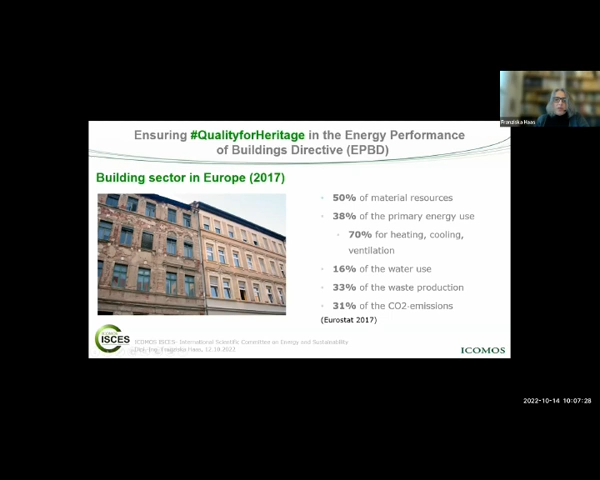 Franziska Haas
Ensuring #QualityforHeritage in the Energy Performance
of Buildings Directive (EPBD)
Building sector in Europe (2017)
50% of material resources
38% of the primary energy use
70% for heating, cooling,
ventilation
16% of the water use
33% of the waste production
31% of the CO2-emissions
(Eurostat 2017)
ICOMOS
ISCES
ICOMOS ISCES- International Scientific Committee on Energy and Sustainability
Dipl. Ing. Franziska Haas, 12.10.2022
ICOMOS
2022-10-14 10:07:28